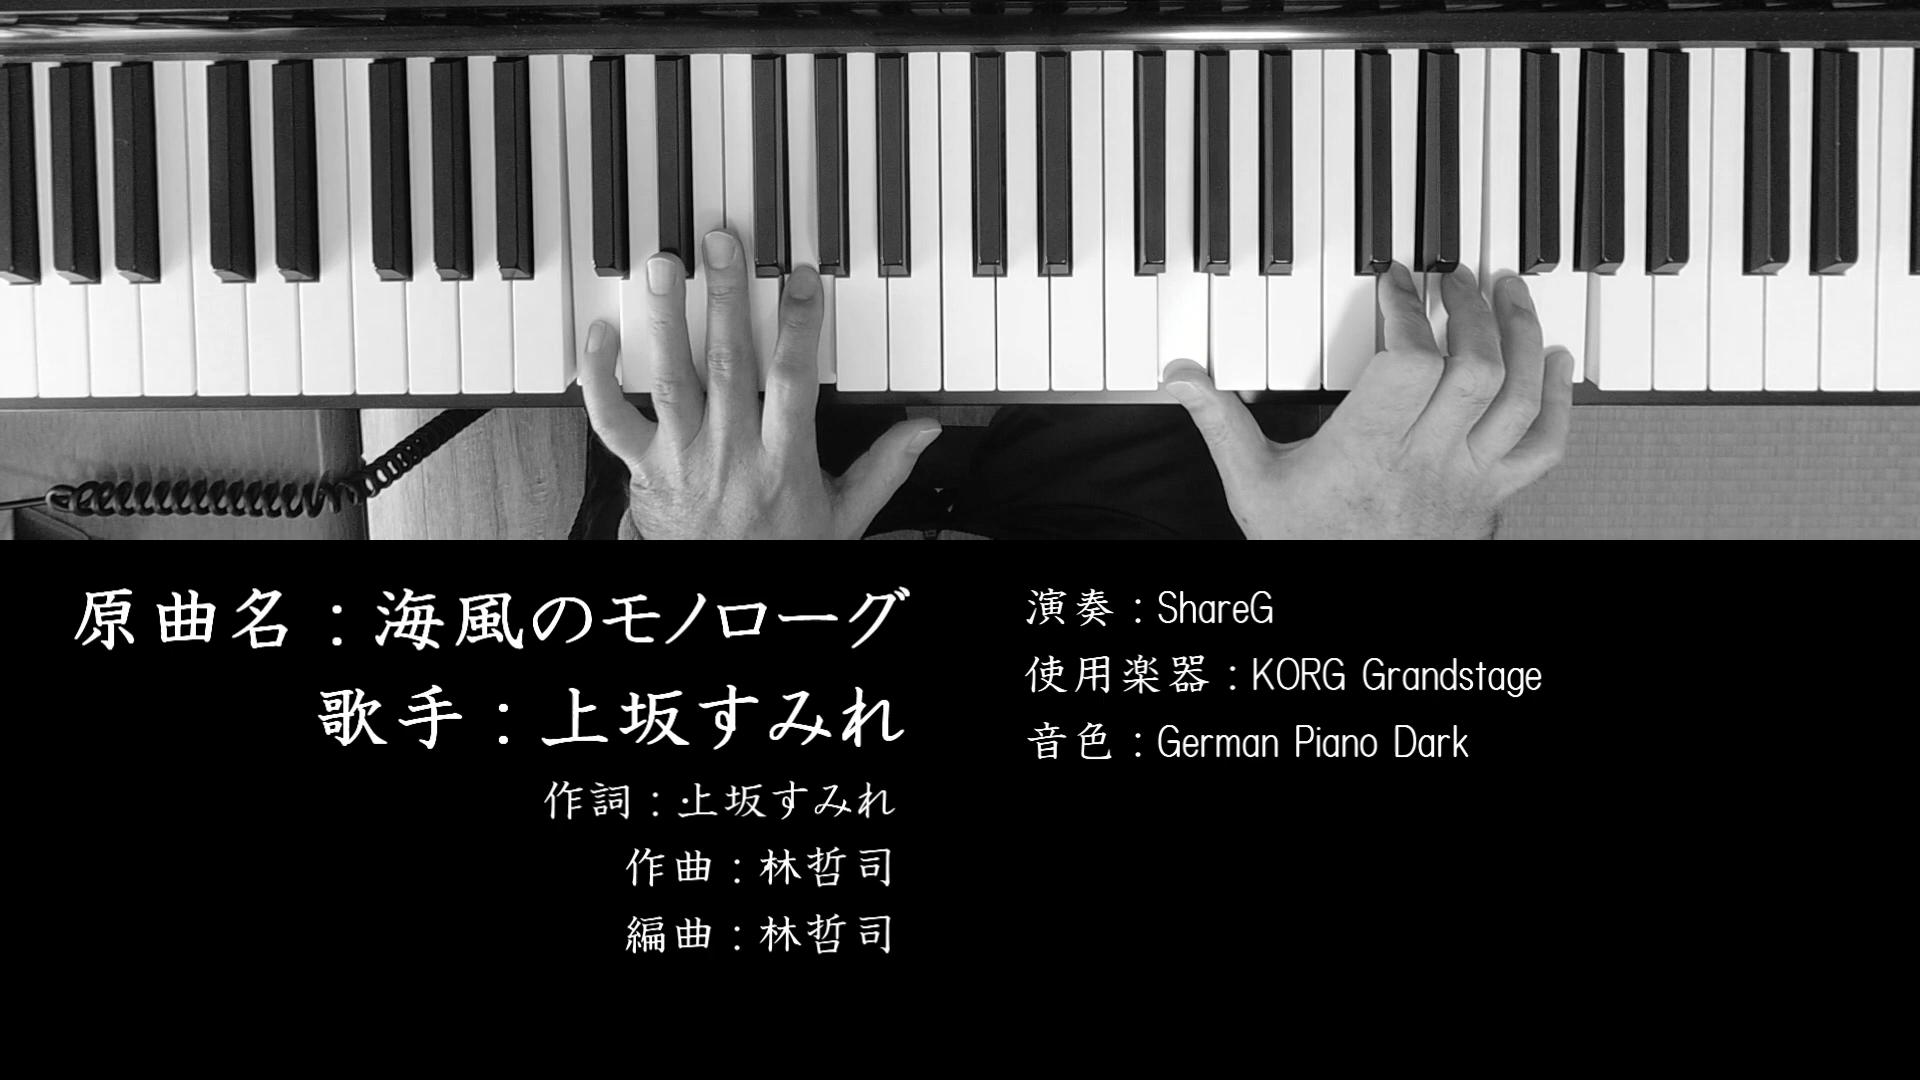 原曲名：海風のモノローグ
歌手：上坂すみれ
作詞：上坂すみれ
作曲：林哲司
編曲：林哲司
演奏：ShareG
使用楽器：KORG Grandstage
音色：German Piano Dark